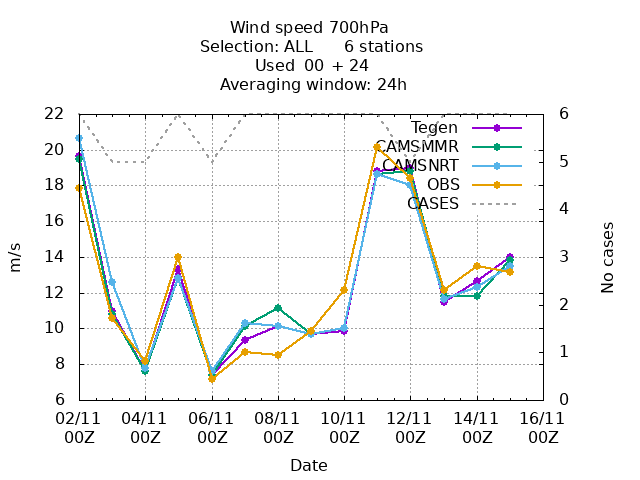 Wind speed 700hPa
Selection: ALL 6 stations
Used 00 + 24
Averaging window: 24h
22
20
18
16
14
12
10
8
6
m/s
6
5
4
3
2
1
0
No cases
Tegen
CAMSMMR
CAMSNRT
OBS
CASES
02/11 04/11 06/11 08/11 10/11 12/11 14/11 16/11
00Z 00Z 00Z 00Z 00Z 00Z 00Z 00Z
Date